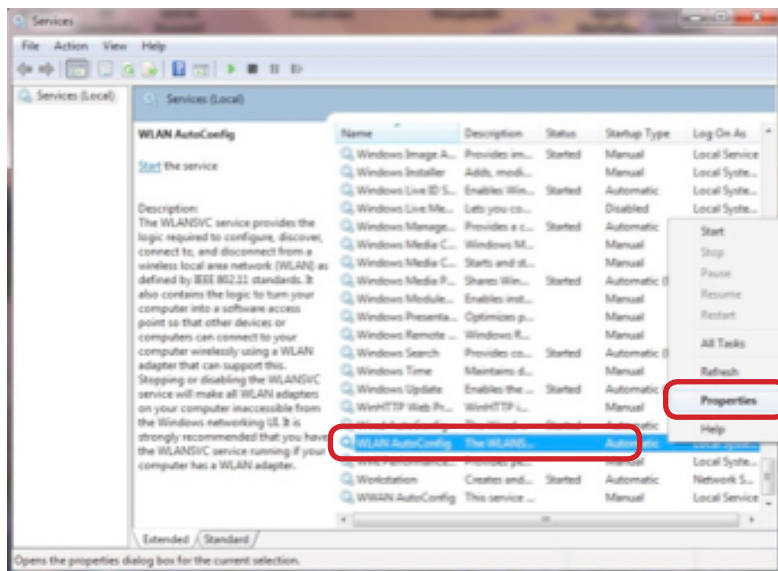 Services
File Action View Help
Services (Local)
Services (Local)
WLAN AutoConfig
Start the service
Description:
The WLANSVC service provides the
logic required to configure, discover,
connect to, and disconnect from a
wireless local area network (WLAN) as
defined by IEEE 802.11 standards. It
also contains the logic to turn your
computer into a software access
point so that other devices or
computers can connect to your
computer wirelessly using a WLAN
adapter that can support this.
Stopping or disabling the WLANSVC
service will make all WLAN adapters
on your computer inaccessible from
the Windows networking UI. It is
strongly recommended that you have
the WLANSVC service running if your
computer has a WLAN adapter.
Name Description Status Startup Type Log On As
Windows Image A... Provides im... Started Manual Local Service
Windows Installer Adds, modi... Manual Local Syste...
Windows Live ID S... Enables Win... Started Automatic Local Syste...
Windows Live Me... Lets you co... Disabled Local Syste...
Windows Manage... Provides a c... Started Automatic
Windows Media C... Windows M... Manual
Windows Media C... Starts and st... Manual
Windows Media P... Shares Win... Started Automatic (
Windows Module... Enables inst... Manual
Windows Presenta... Optimizes p... Manual
Windows Remote ... Windows R... Manual
Windows Search Provides co... Started Automatic (
Windows Time Maintains d... Manual
Windows Update Enables the ... Started Automatic
WinHTTP Web Pr... WinHTTP i... Manual
WLAN AutoConfig The WLANS... Automatic Local Syste...
Local Syste...
Workstation Creates and... Started Automatic Network S...
WWAN AutoConfig This service ... Manual Local Service
Start
Stop
Pause
Resume
Restart
All Tasks
Refresh
Properties
Help
Extended Standard
Opens the properties dialog box for the current selection.